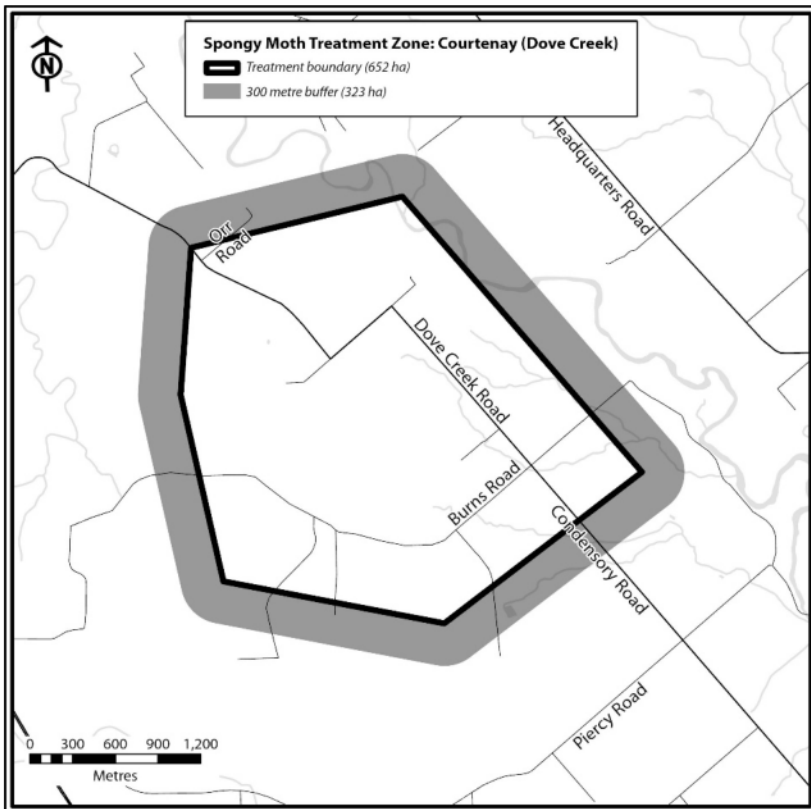 Spongy Moth Treatment Zone: Courtenay (Dove Creek)
Treatment boundary (652 ha)
300 metre buffer (323 ha)
N
Headquarters Road
Orr
Road
Dove Creek Road
Burns Road
Condensory Road
Piercy Road
0 300 600 900 1,200
Metres